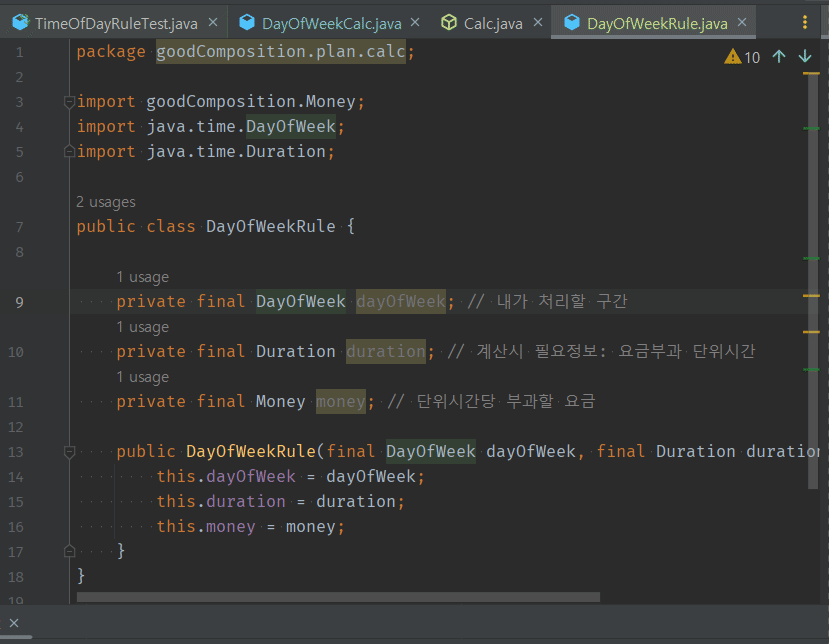 TimeOfDayRuleTest.java DayOfWeekCalc.java Calc.java DayOfWeekRule.java
1 package goodComposition.plan.calc; 10
2
3 import goodComposition.Money;
4 import java.time.DayOfWeek;
5 import java.time.Duration;
6
2 usages
7 public class DayOfWeekRule {
8
1 usage
9 private final DayOfWeek dayOfWeek; // 내가 처리할 구간
1 usage
10 private final Duration duration; // 계산시 필요정보: 요금부과 단위시간
1 usage
11 private final Money money; // 단위시간당 부과할 요금
12
13 public DayOfWeekRule(final DayOfWeek dayOfWeek, final Duration duration
14 this.dayOfWeek = dayOfWeek;
15 this.duration = duration;
16 this.money = money;
17 }
18 }
19